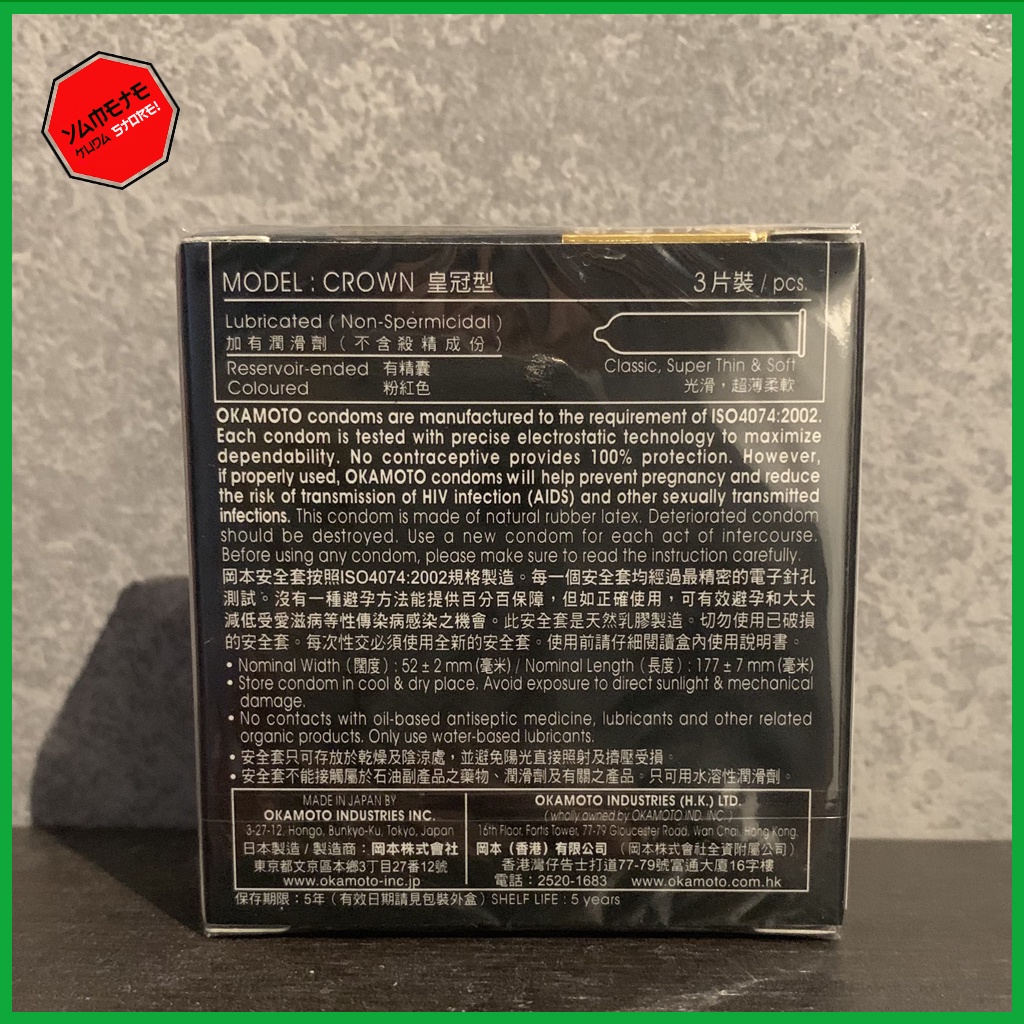 YAMETE
KUDA STORE!
MODEL : CROWN 皇冠型 3片裝 / pcs.
Lubricated ( Non-Spermicidal )
加有潤滑劑 ( 不含殺精成份 )
Reservoir-ended 有精囊
Coloured 粉紅色
Classic, Super Thin & Soft
光滑，超薄柔軟
OKAMOTO condoms are manufactured to the requirement of ISO4074:2002.
Each condom is tested with precise electrostatic technology to maximize
dependability. No contraceptive provides 100% protection. However,
if properly used, OKAMOTO condoms will help prevent pregnancy and reduce
the risk of transmission of HIV infection (AIDS) and other sexually transmitted
infections. This condom is made of natural rubber latex. Deteriorated condom
should be destroyed. Use a new condom for each act of intercourse.
Before using any condom, please make sure to read the instruction carefully.
岡本安全套按照ISO4074:2002規格製造。每一個安全套均經過最精密的電子針孔
測試。沒有一種避孕方法能提供百分百保障，但如正確使用，可有效避孕和大大
減低受愛滋病等性傳染病感染之機會。此安全套是天然乳膠製造。切勿使用已破損
的安全套。每次性交必須使用全新的安全套。使用前請仔細閱讀盒內使用說明書。
• Nominal Width (闊度) : 52 ± 2 mm (毫米) / Nominal Length (長度) : 177 ± 7 mm (毫米)
• Store condom in cool & dry place. Avoid exposure to direct sunlight & mechanical
damage.
• No contacts with oil-based antiseptic medicine, lubricants and other related
organic products. Only use water-based lubricants.
• 安全套只可存放於乾燥及陰涼處，並避免陽光直接照射及擠壓受損。
• 安全套不能接觸屬於石油副產品之藥物、潤滑劑及有關之產品。只可用水溶性潤滑劑。
MADE IN JAPAN BY
OKAMOTO INDUSTRIES INC.
3-27-12, Hongo, Bunkyo-Ku, Tokyo, Japan
日本製造 / 製造商：岡本株式會社
東京都文京區本鄉3丁目27番12號
www.okamoto-inc.jp
OKAMOTO INDUSTRIES (H.K.) LTD.
( wholly owned by OKAMOTO IND. INC. )
16th Floor, Fortis Tower, 77-79 Gloucester Road, Wan Chai, Hong Kong.
岡本（香港）有限公司 （岡本株式會社全資附屬公司）
香港灣仔告士打道77-79號富通大廈16字樓
電話：2520-1683 www.okamoto.com.hk
保存期限：5年（有效日期請見包裝外盒）SHELF LIFE : 5 years